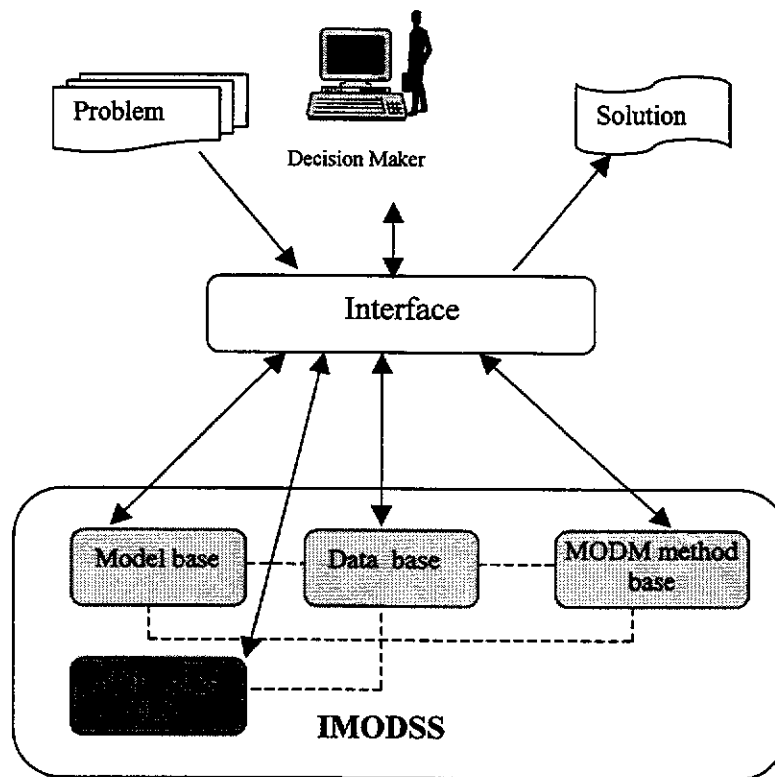 Problem
Decision Maker
Solution
Interface
Model base
Data base
MODM method
base
IMODSS